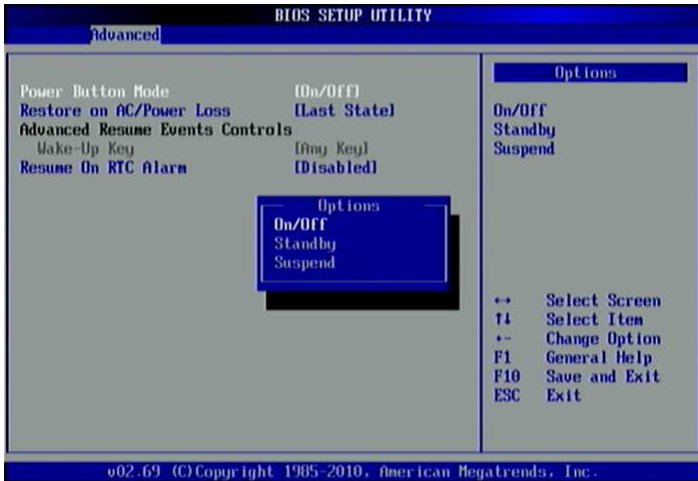 BIOS SETUP UTILITY
Advanced
Power Button Mode [On/Off]
Restore on AC/Power Loss [Last State]
Advanced Resume Events Controls
Wake-Up Key [Any Key]
Resume On RTC Alarm [Disabled]
Options
On/Off
Standby
Suspend
Options
On/Off
Standby
Suspend
↔ Select Screen
↑↓ Select Item
+- Change Option
F1 General Help
F10 Save and Exit
ESC Exit
v02.69 (C)Copyright 1985-2010, American Megatrends, Inc.